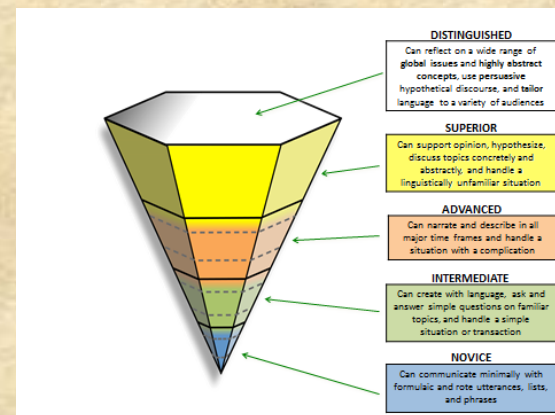 DISTINGUISHED
Can reflect on a wide range of
global issues and highly abstract
concepts, use persuasive
hypothetical discourse, and tailor
language to a variety of audiences
SUPERIOR
Can support opinion, hypothesize,
discuss topics concretely and
abstractly, and handle a
linguistically unfamiliar situation
ADVANCED
Can narrate and describe in all
major time frames and handle a
situation with a complication
INTERMEDIATE
Can create with language, ask and
answer simple questions on familiar
topics, and handle a simple
situation or transaction
NOVICE
Can communicate minimally with
formulaic and rote utterances, lists,
and phrases